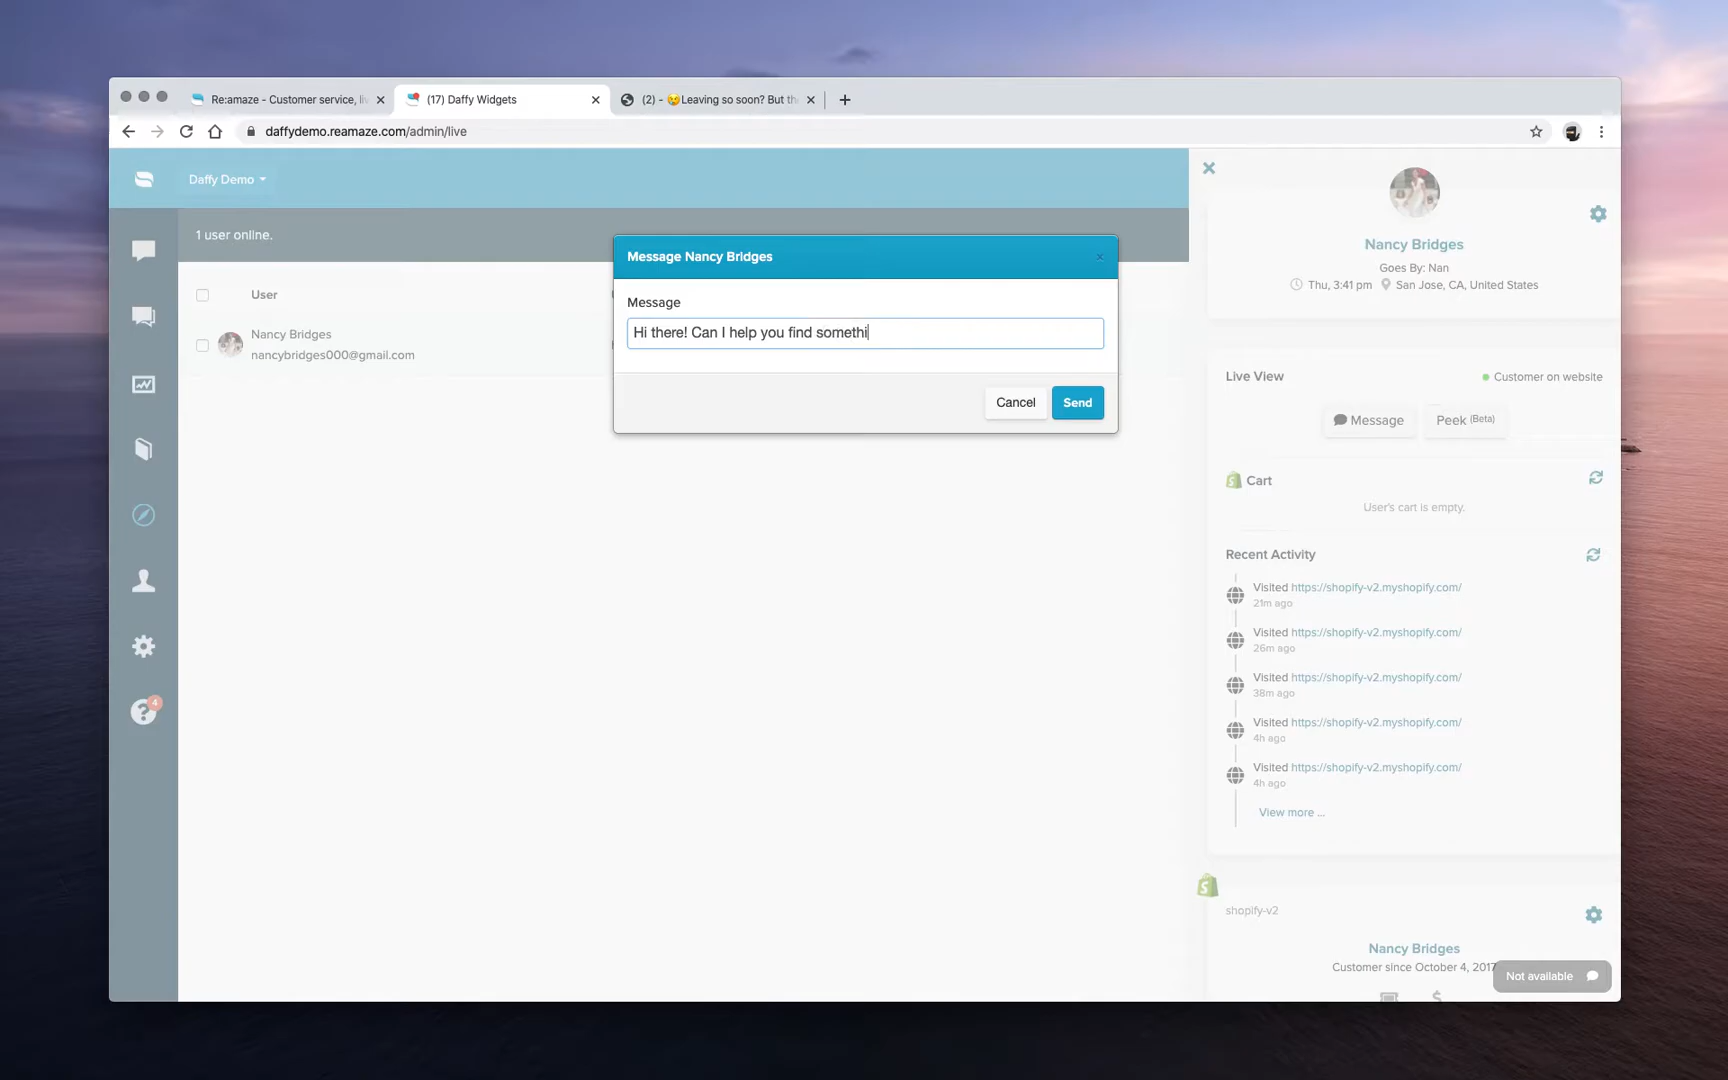 Re:amaze - Customer service, li
(17) Daffy Widgets
(2) - 😉Leaving so soon? But th
daffydemo.reamaze.com/admin/live
Daffy Demo
1 user online.
User
Nancy Bridges
nancybridges000@gmail.com
4
Message Nancy Bridges
×
Message
Hi there! Can I help you find somethi
Cancel
Send
Nancy Bridges
Goes By: Nan
Thu, 3:41 pm
San Jose, CA, United States
Live View
Customer on website
Message
Peek (Beta)
Cart
User's cart is empty.
Recent Activity
Visited https://shopify-v2.myshopify.com/
21m ago
Visited https://shopify-v2.myshopify.com/
26m ago
Visited https://shopify-v2.myshopify.com/
38m ago
Visited https://shopify-v2.myshopify.com/
4h ago
Visited https://shopify-v2.myshopify.com/
4h ago
View more ...
shopify-v2
Nancy Bridges
Customer since October 4, 2017
Not available